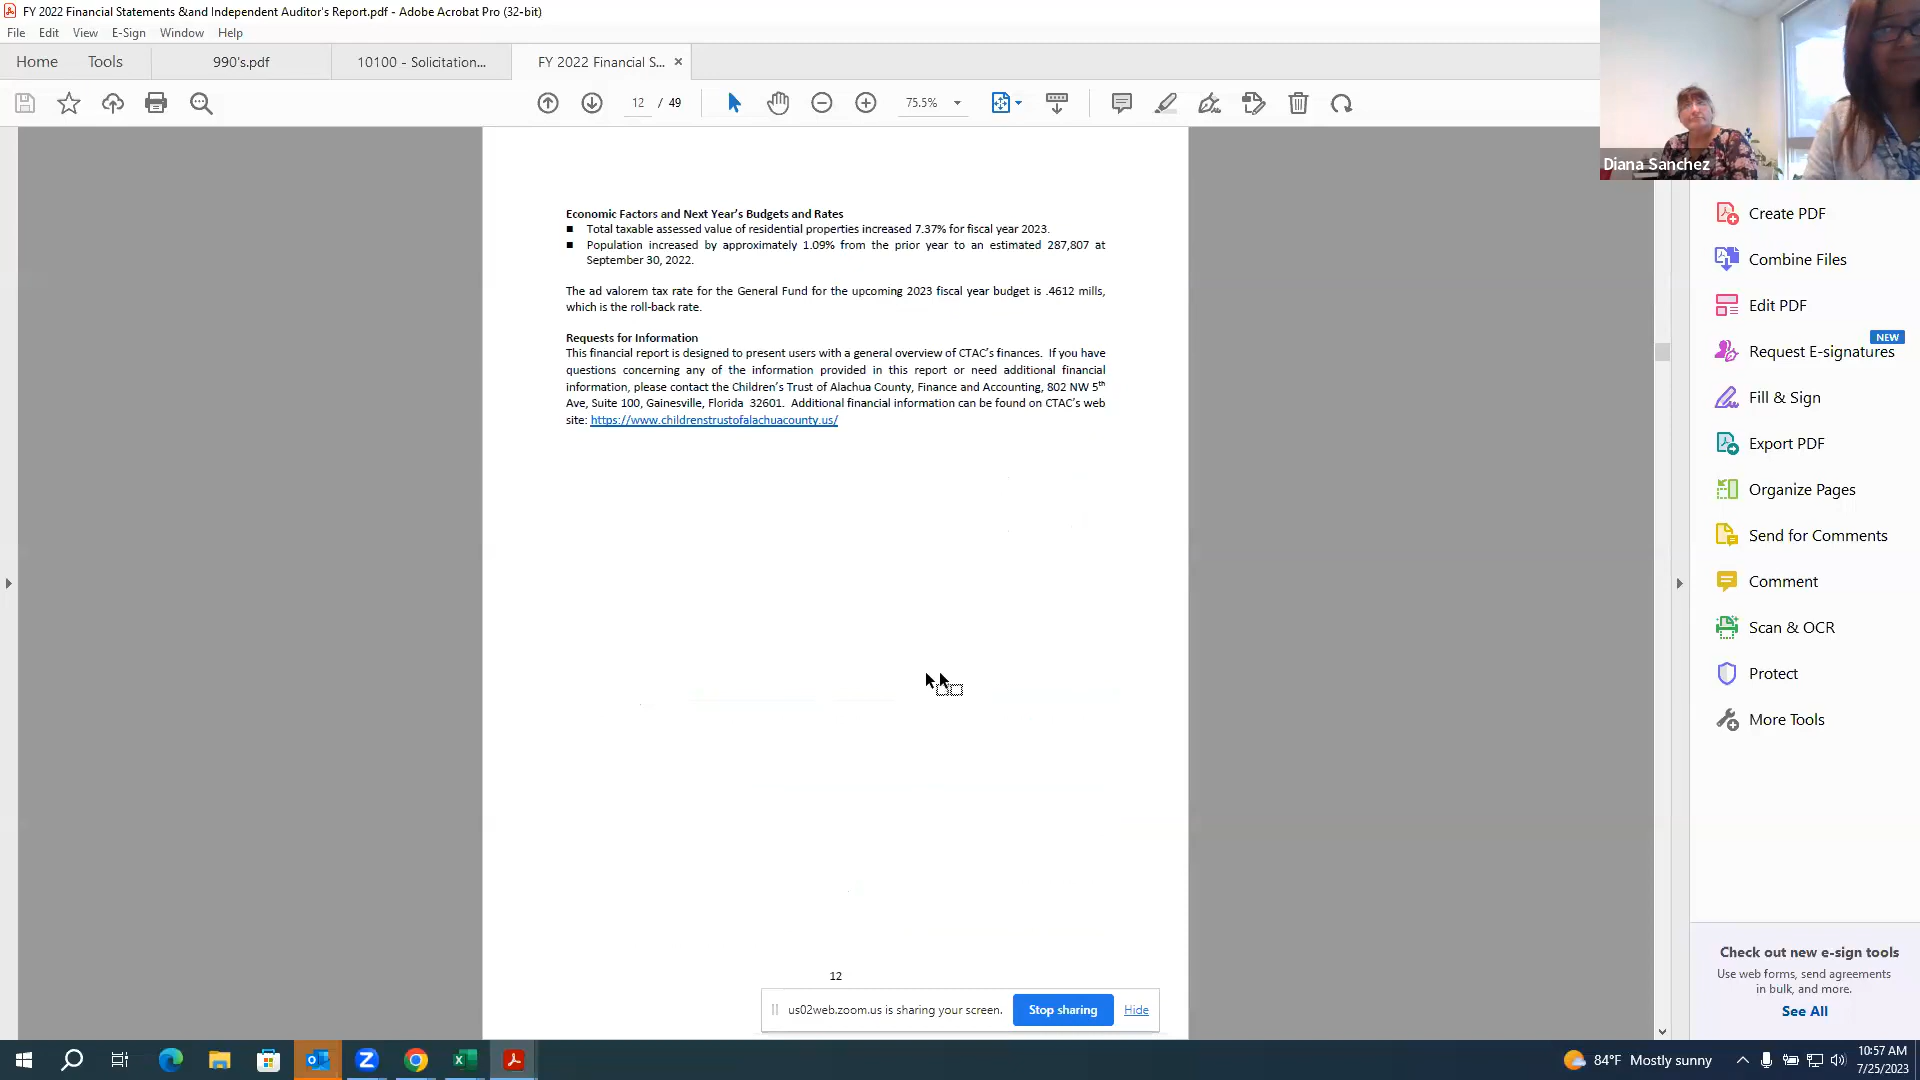 FY 2022 Financial Statements &and Independent Auditor's Report.pdf - Adobe Acrobat Pro (32-bit)
File Edit View E-Sign Window Help
Home Tools 990's.pdf 10100 - Solicitation... FY 2022 Financial S... ×
12 / 49 75.5%
Diana Sanchez
Economic Factors and Next Year's Budgets and Rates
■ Total taxable assessed value of residential properties increased 7.37% for fiscal year 2023.
■ Population increased by approximately 1.09% from the prior year to an estimated 287,807 at
September 30, 2022.
The ad valorem tax rate for the General Fund for the upcoming 2023 fiscal year budget is .4612 mills,
which is the roll-back rate.
Requests for Information
This financial report is designed to present users with a general overview of CTAC's finances. If you have
questions concerning any of the information provided in this report or need additional financial
information, please contact the Children's Trust of Alachua County, Finance and Accounting, 802 NW 5th
Ave, Suite 100, Gainesville, Florida 32601. Additional financial information can be found on CTAC's web
site: https://www.childrenstrustofalachuacounty.us/
12
Create PDF
Combine Files
Edit PDF
NEW
Request E-signatures
Fill & Sign
Export PDF
Organize Pages
Send for Comments
Comment
Scan & OCR
Protect
More Tools
Check out new e-sign tools
Use web forms, send agreements
in bulk, and more.
See All
us02web.zoom.us is sharing your screen. Stop sharing Hide
84°F Mostly sunny
10:57 AM
7/25/2023